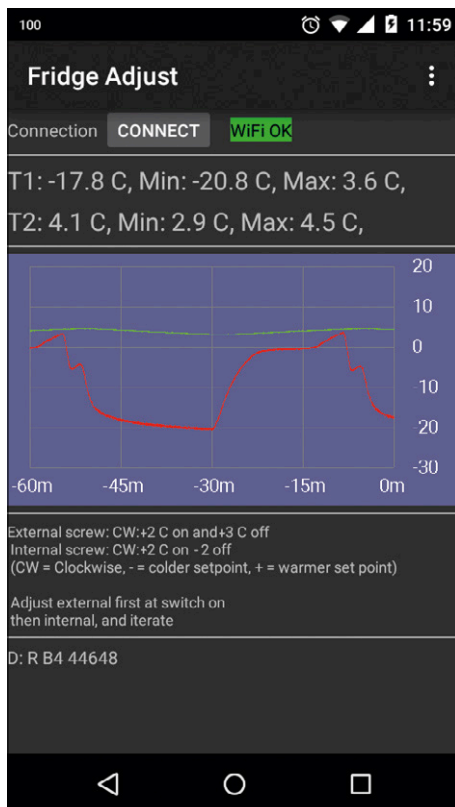 100 11:59
Fridge Adjust
Connection CONNECT WiFi OK
T1: -17.8 C, Min: -20.8 C, Max: 3.6 C,
T2: 4.1 C, Min: 2.9 C, Max: 4.5 C,
20
10
0
-10
-20
-30
-60m -45m -30m -15m 0m
External screw: CW:+2 C on and+3 C off
Internal screw: CW:+2 C on - 2 off
(CW = Clockwise, - = colder setpoint, + = warmer set point)
Adjust external first at switch on
then internal, and iterate
D: R B4 44648